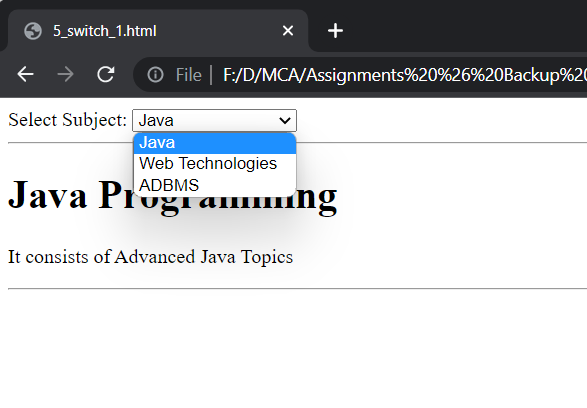 5_switch_1.html
File | F:/D/MCA/Assignments%20%26%20Backup%20
Select Subject: Java
Java
Web Technologies
ADBMS
Java Programming
It consists of Advanced Java Topics